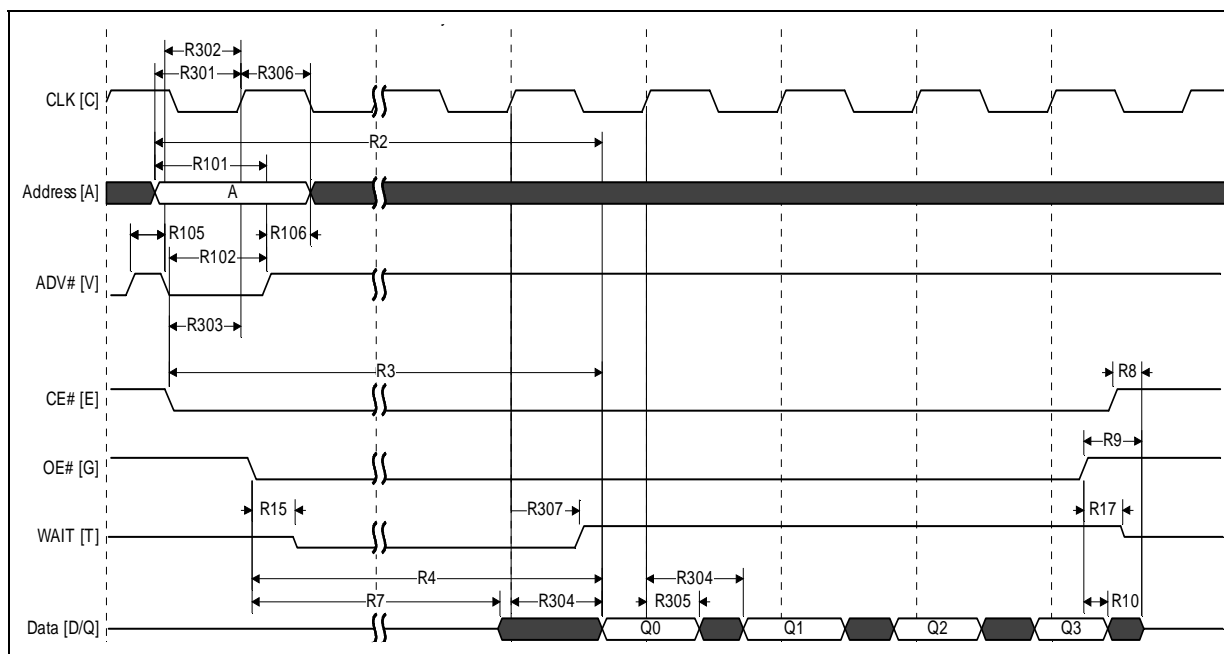 R302
R301 R306
CLK [C]
R2
R101
Address [A] A
R105 R106
R102
ADV# [V]
R303
R3 R8
CE# [E]
R9
OE# [G]
R15 R307 R17
WAIT [T]
R4 R304
R7 R304 R305 R10
Data [D/Q] Q0 Q1 Q2 Q3